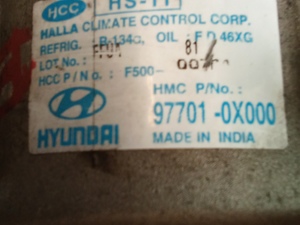 HCC HS-11
HALLA CLIMATE CONTROL CORP.
REFRIG. R-134a, OIL : F.D.46XG
LOT No.: 81
HCC P/No. : F500-
HMC P/No.:
97701-0X000
HYUNDAI
MADE IN INDIA